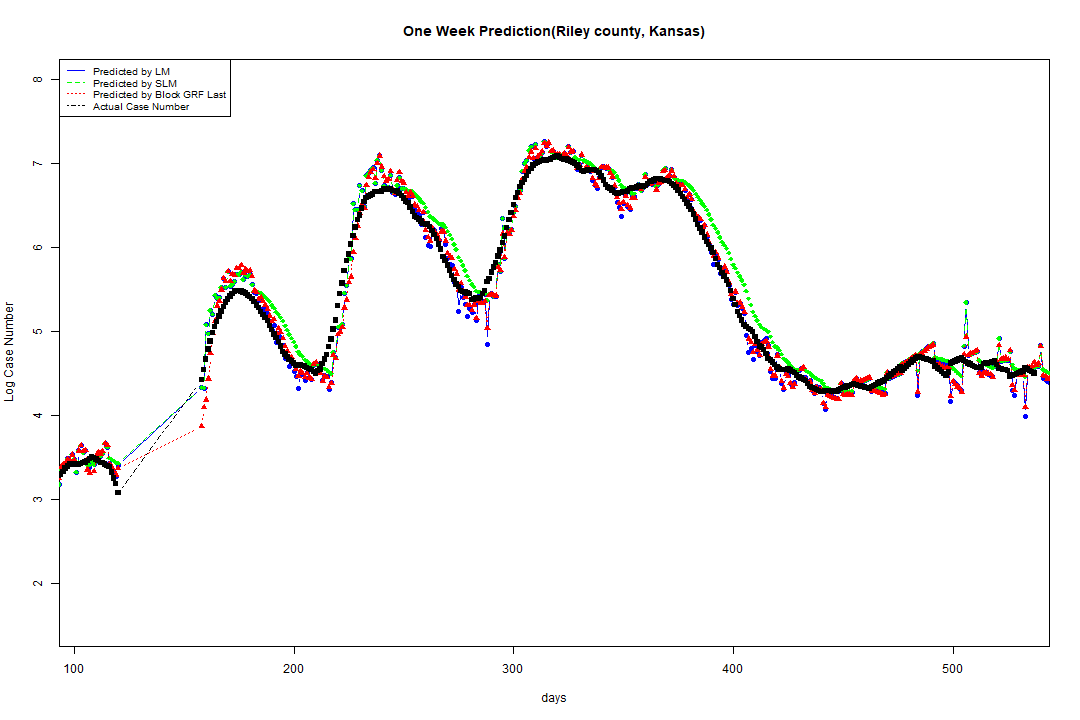 One Week Prediction(Riley county, Kansas)
Predicted by LM
Predicted by SLM
Predicted by Block GRF Last
Actual Case Number
Log Case Number
8
7
6
5
4
3
2
100 200 300 400 500
days